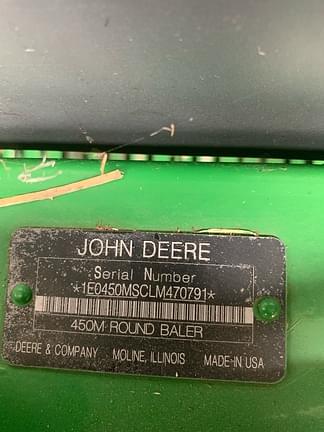 JOHN DEERE
Serial Number
*1E0450MSCLM470791*
450M ROUND BALER
DEERE & COMPANY MOLINE, ILLINOIS MADE IN USA